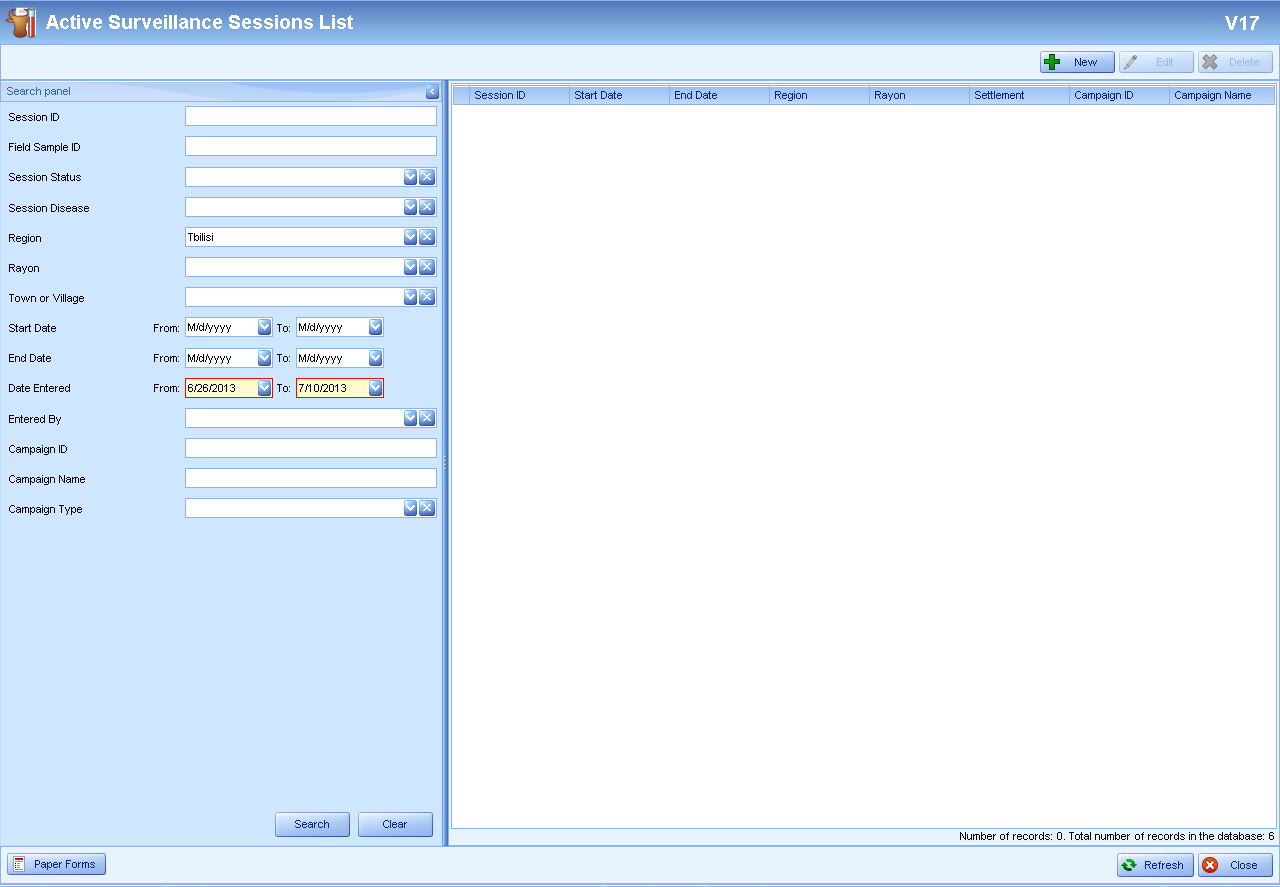 Active Surveillance Sessions List
V17
New Edit Delete
Search panel
Session ID Start Date End Date Region Rayon Settlement Campaign ID Campaign Name
Session ID
Field Sample ID
Session Status
Session Disease
Region Tbilisi
Rayon
Town or Village
Start Date From: M/d/yyyy To: M/d/yyyy
End Date From: M/d/yyyy To: M/d/yyyy
Date Entered From: 6/26/2013 To: 7/10/2013
Entered By
Campaign ID
Campaign Name
Campaign Type
Search Clear
Number of records: 0. Total number of records in the database: 6
Paper Forms Refresh Close